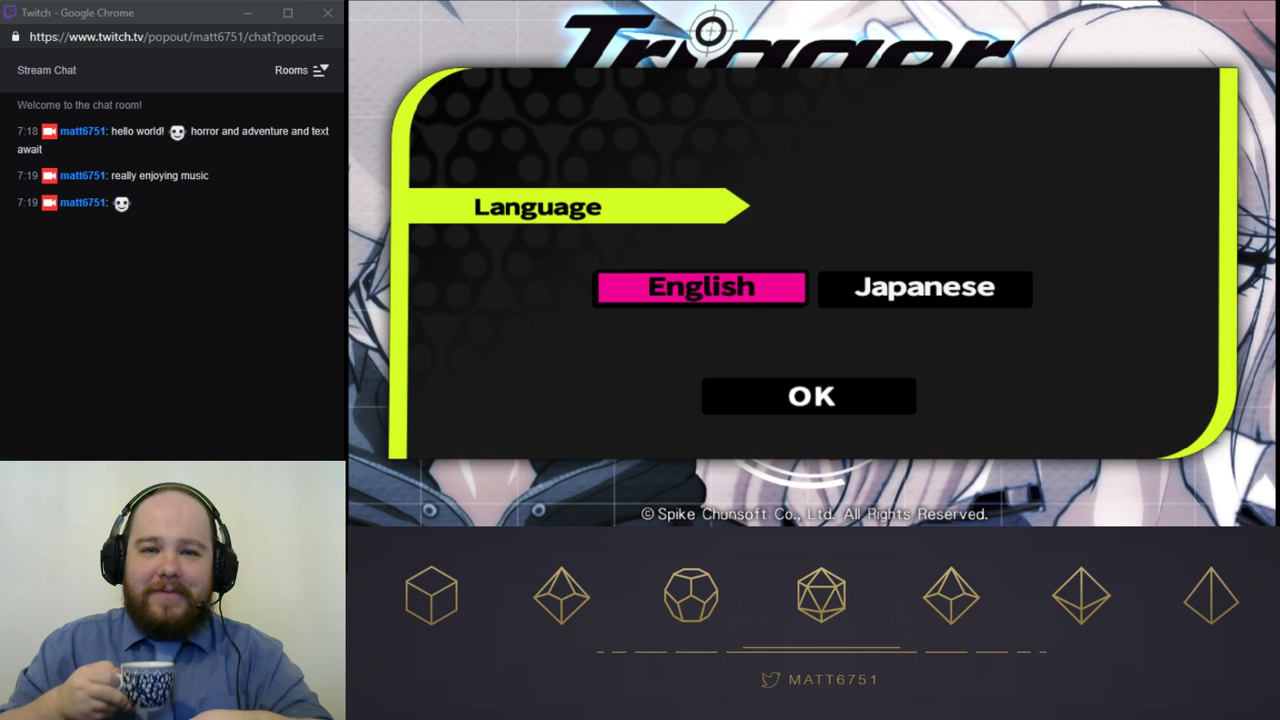 Twitch - Google Chrome
https://www.twitch.tv/popout/matt6751/chat?popout=
Stream Chat
Rooms
Welcome to the chat room!
7:18 matt6751: hello world! horror and adventure and text
await
7:19 matt6751: really enjoying music
7:19 matt6751:
Trigger
Language
English
Japanese
OK
© Spike Chunsoft Co., Ltd. All Rights Reserved.
MATT6751